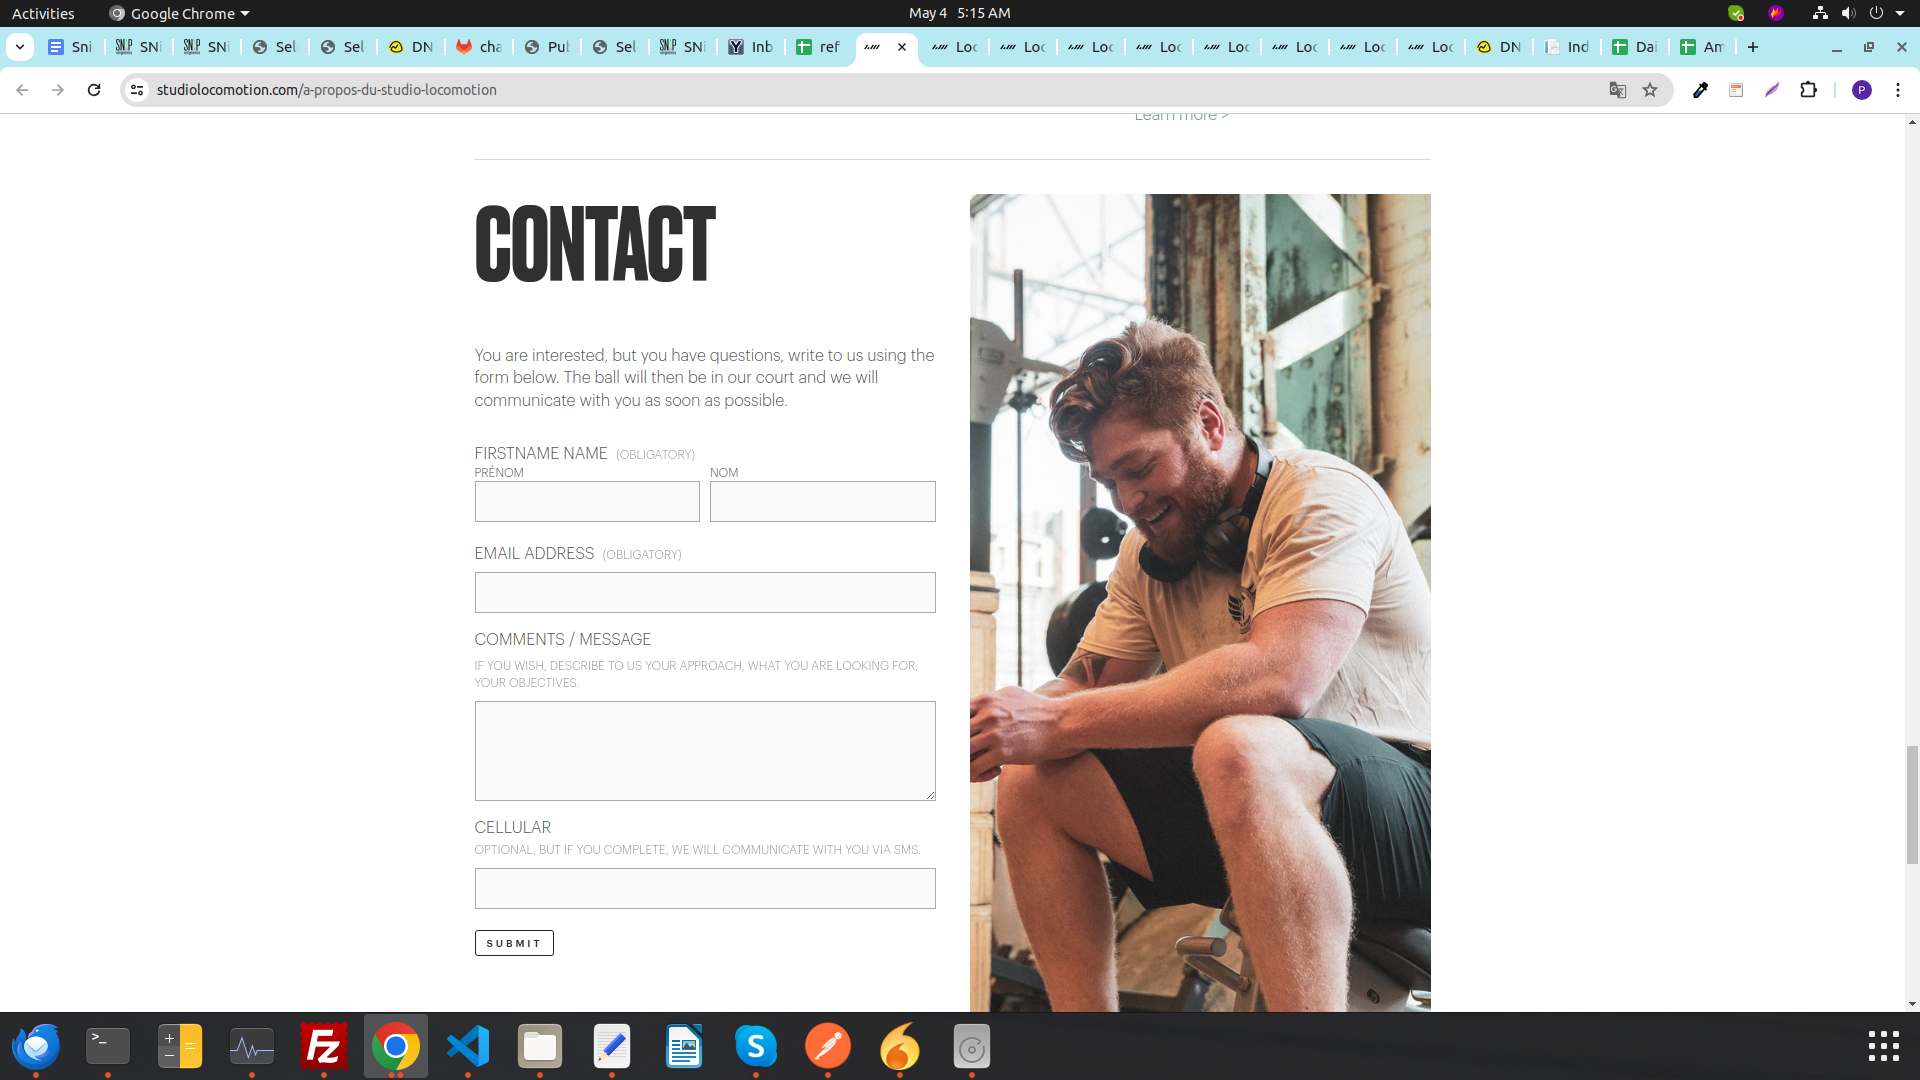 Activities
Google Chrome
May 4 5:15 AM
Sni
SNi
SNi
Sel
Sel
DN
cha
Pub
Sel
SNi
Inb
ref
Loc
Loc
Loc
Loc
Loc
Loc
Loc
Loc
DN
Ind
Dai
Am
studiolocomotion.com/a-propos-du-studio-locomotion
P
Learn more >
CONTACT
You are interested, but you have questions, write to us using the
form below. The ball will then be in our court and we will
communicate with you as soon as possible.
FIRSTNAME NAME (OBLIGATORY)
PRÉNOM NOM
EMAIL ADDRESS (OBLIGATORY)
COMMENTS / MESSAGE
IF YOU WISH, DESCRIBE TO US YOUR APPROACH, WHAT YOU ARE LOOKING FOR,
YOUR OBJECTIVES.
CELLULAR
OPTIONAL, BUT IF YOU COMPLETE, WE WILL COMMUNICATE WITH YOU VIA SMS.
SUBMIT